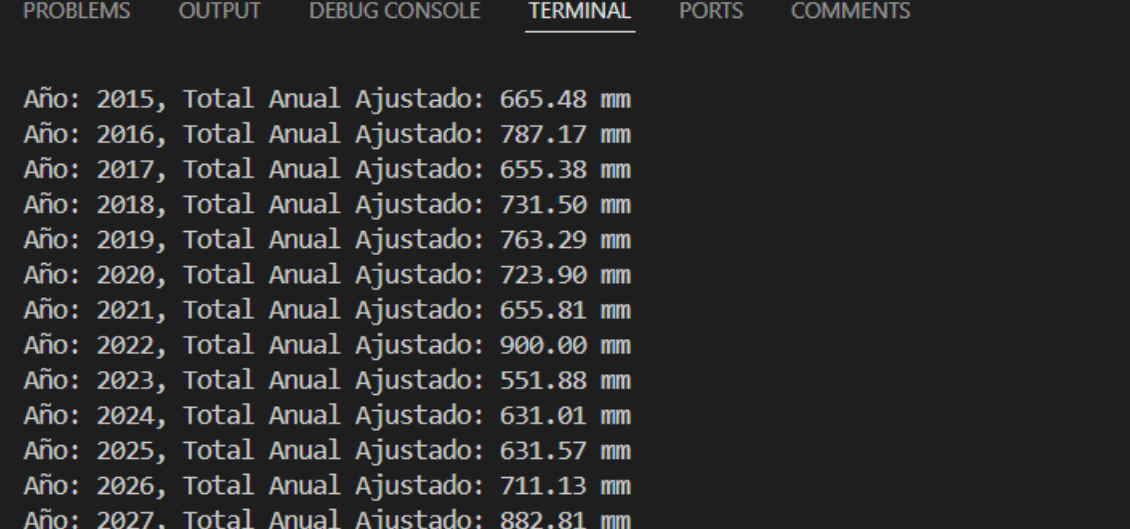 PROBLEMS OUTPUT DEBUG CONSOLE TERMINAL PORTS COMMENTS
Año: 2015, Total Anual Ajustado: 665.48 mm
Año: 2016, Total Anual Ajustado: 787.17 mm
Año: 2017, Total Anual Ajustado: 655.38 mm
Año: 2018, Total Anual Ajustado: 731.50 mm
Año: 2019, Total Anual Ajustado: 763.29 mm
Año: 2020, Total Anual Ajustado: 723.90 mm
Año: 2021, Total Anual Ajustado: 655.81 mm
Año: 2022, Total Anual Ajustado: 900.00 mm
Año: 2023, Total Anual Ajustado: 551.88 mm
Año: 2024, Total Anual Ajustado: 631.01 mm
Año: 2025, Total Anual Ajustado: 631.57 mm
Año: 2026, Total Anual Ajustado: 711.13 mm
Año: 2027, Total Anual Ajustado: 882.81 mm